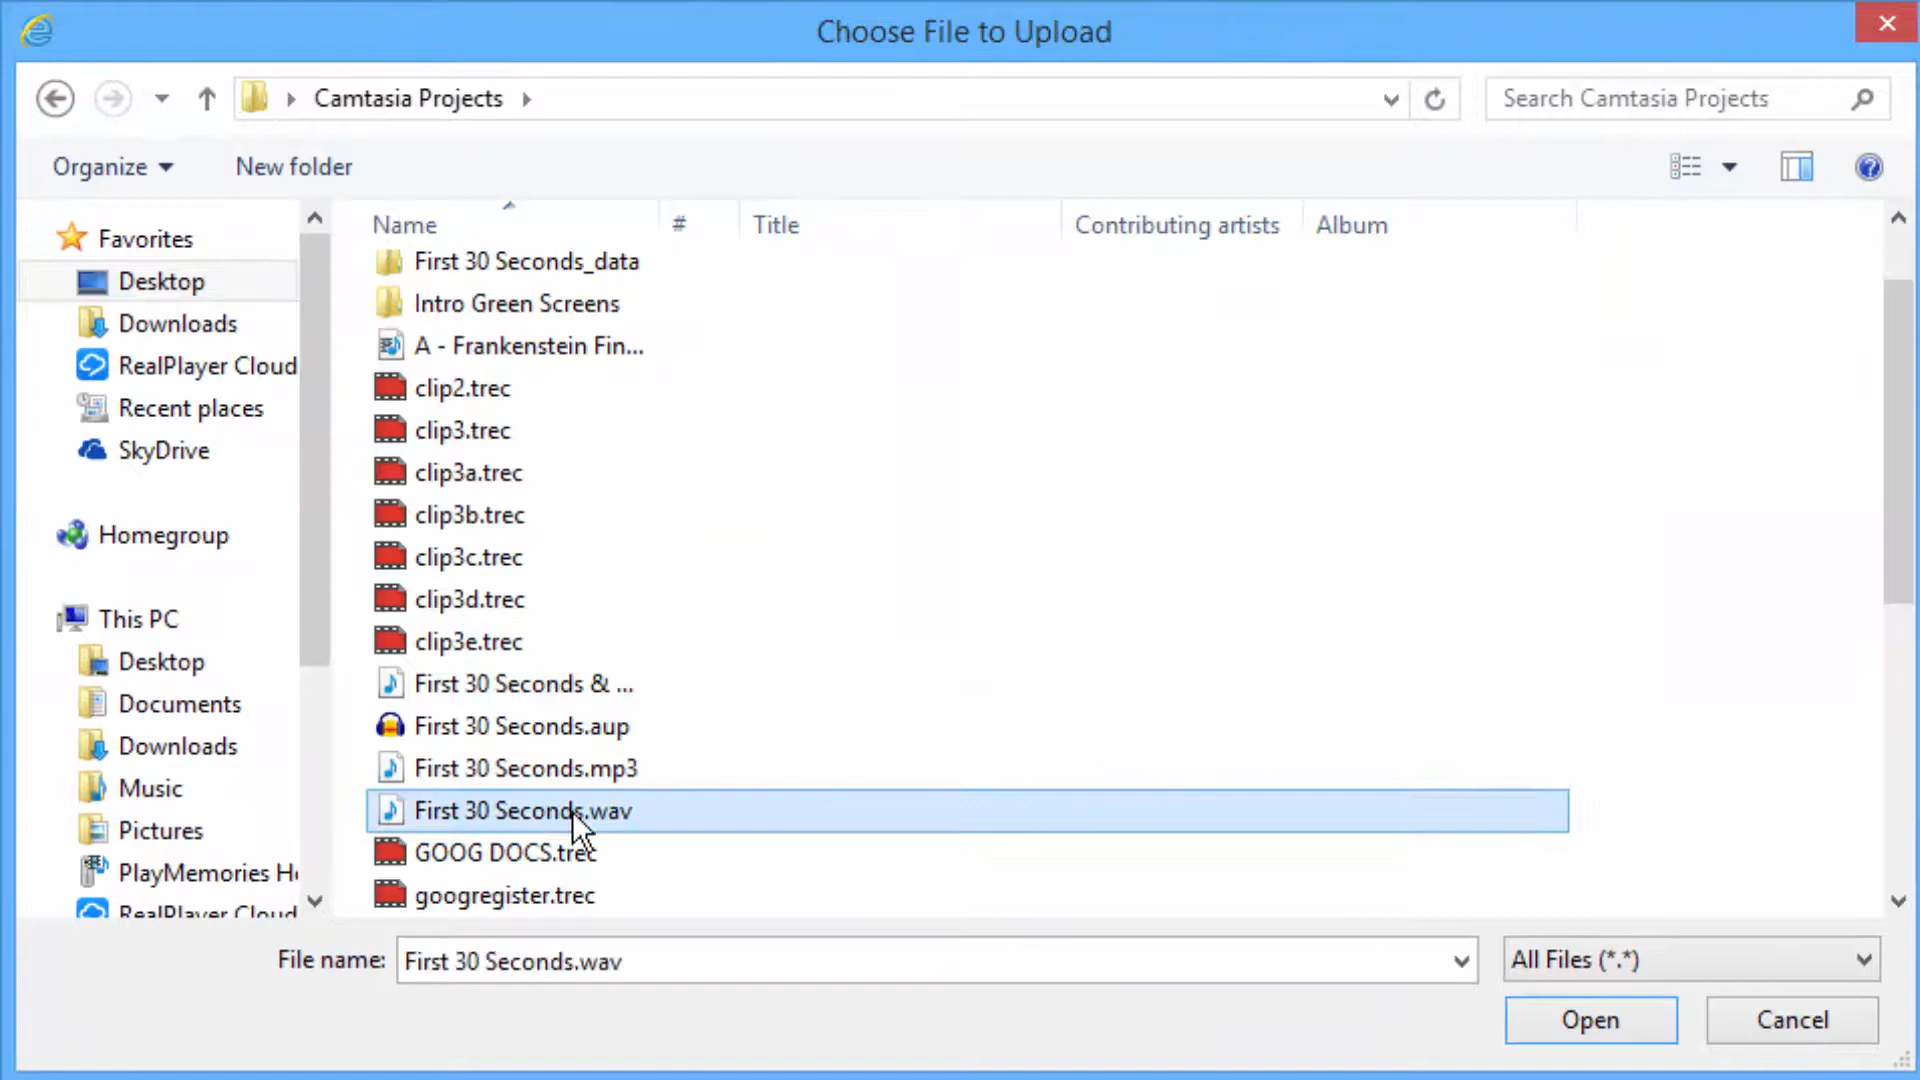 Choose File to Upload
Camtasia Projects
Search Camtasia Projects
Organize
New folder
Name
#
Title
Contributing artists
Album
Favorites
Desktop
Downloads
RealPlayer Cloud
Recent places
SkyDrive
Homegroup
This PC
Desktop
Documents
Downloads
Music
Pictures
PlayMemories H
RealPlayer Cloud
First 30 Seconds_data
Intro Green Screens
A - Frankenstein Fin...
clip2.trec
clip3.trec
clip3a.trec
clip3b.trec
clip3c.trec
clip3d.trec
clip3e.trec
First 30 Seconds & ...
First 30 Seconds.aup
First 30 Seconds.mp3
First 30 Seconds.wav
GOOG DOCS.trec
googregister.trec
File name:
First 30 Seconds.wav
All Files (*.*)
Open
Cancel